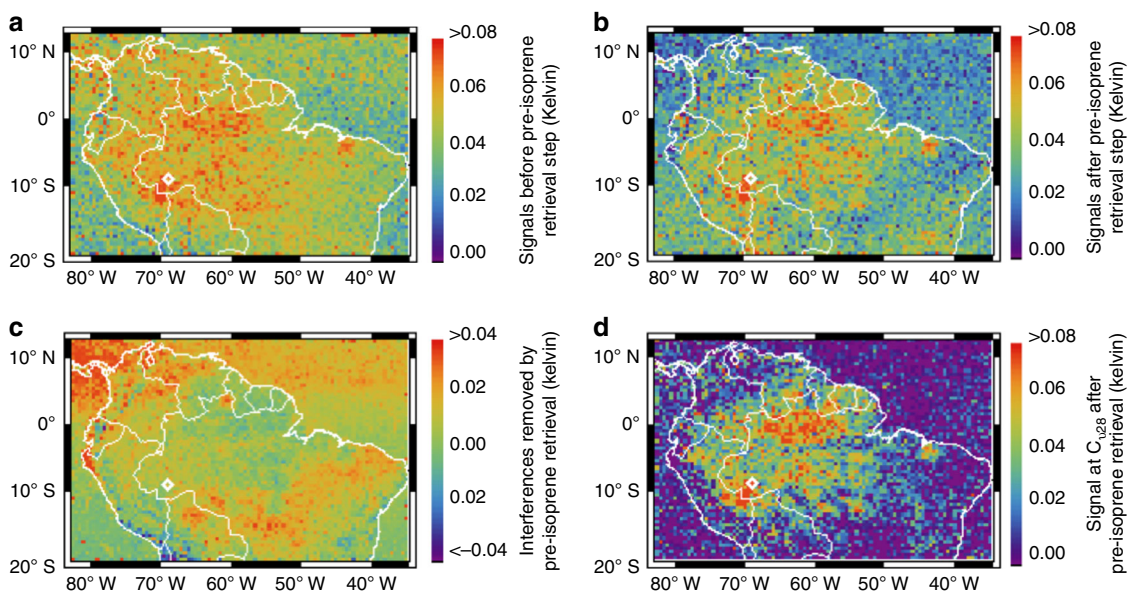 a
10° N
0°
10° S
20° S
80° W 70° W 60° W 50° W 40° W
>0.08
0.06
0.04
0.02
0.00
Signals before pre-isoprene
retrieval step (Kelvin)
b
10° N
0°
10° S
20° S
80° W 70° W 60° W 50° W 40° W
>0.08
0.06
0.04
0.02
0.00
Signals after pre-isoprene
retrieval step (Kelvin)
c
10° N
0°
10° S
20° S
80° W 70° W 60° W 50° W 40° W
>0.04
0.02
0.00
0.02
<−0.04
Interferences removed by
pre-isoprene retrieval (kelvin)
d
10° N
0°
10° S
20° S
80° W 70° W 60° W 50° W 40° W
>0.08
0.06
0.04
0.02
0.00
Signal at Cᵥ₂₈ after
pre-isoprene retrieval (kelvin)